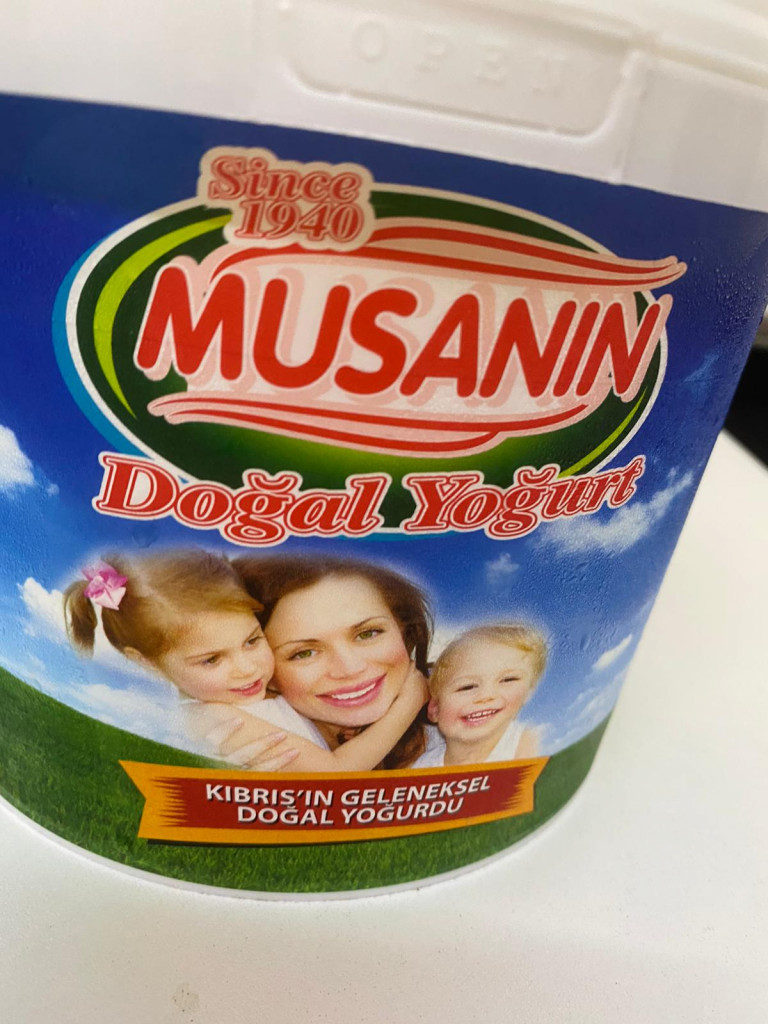 OPEN
Since
1940
MUSANIN
Doğal Yoğurt
KIBRIS'IN GELENEKSEL
DOĞAL YOĞURDU